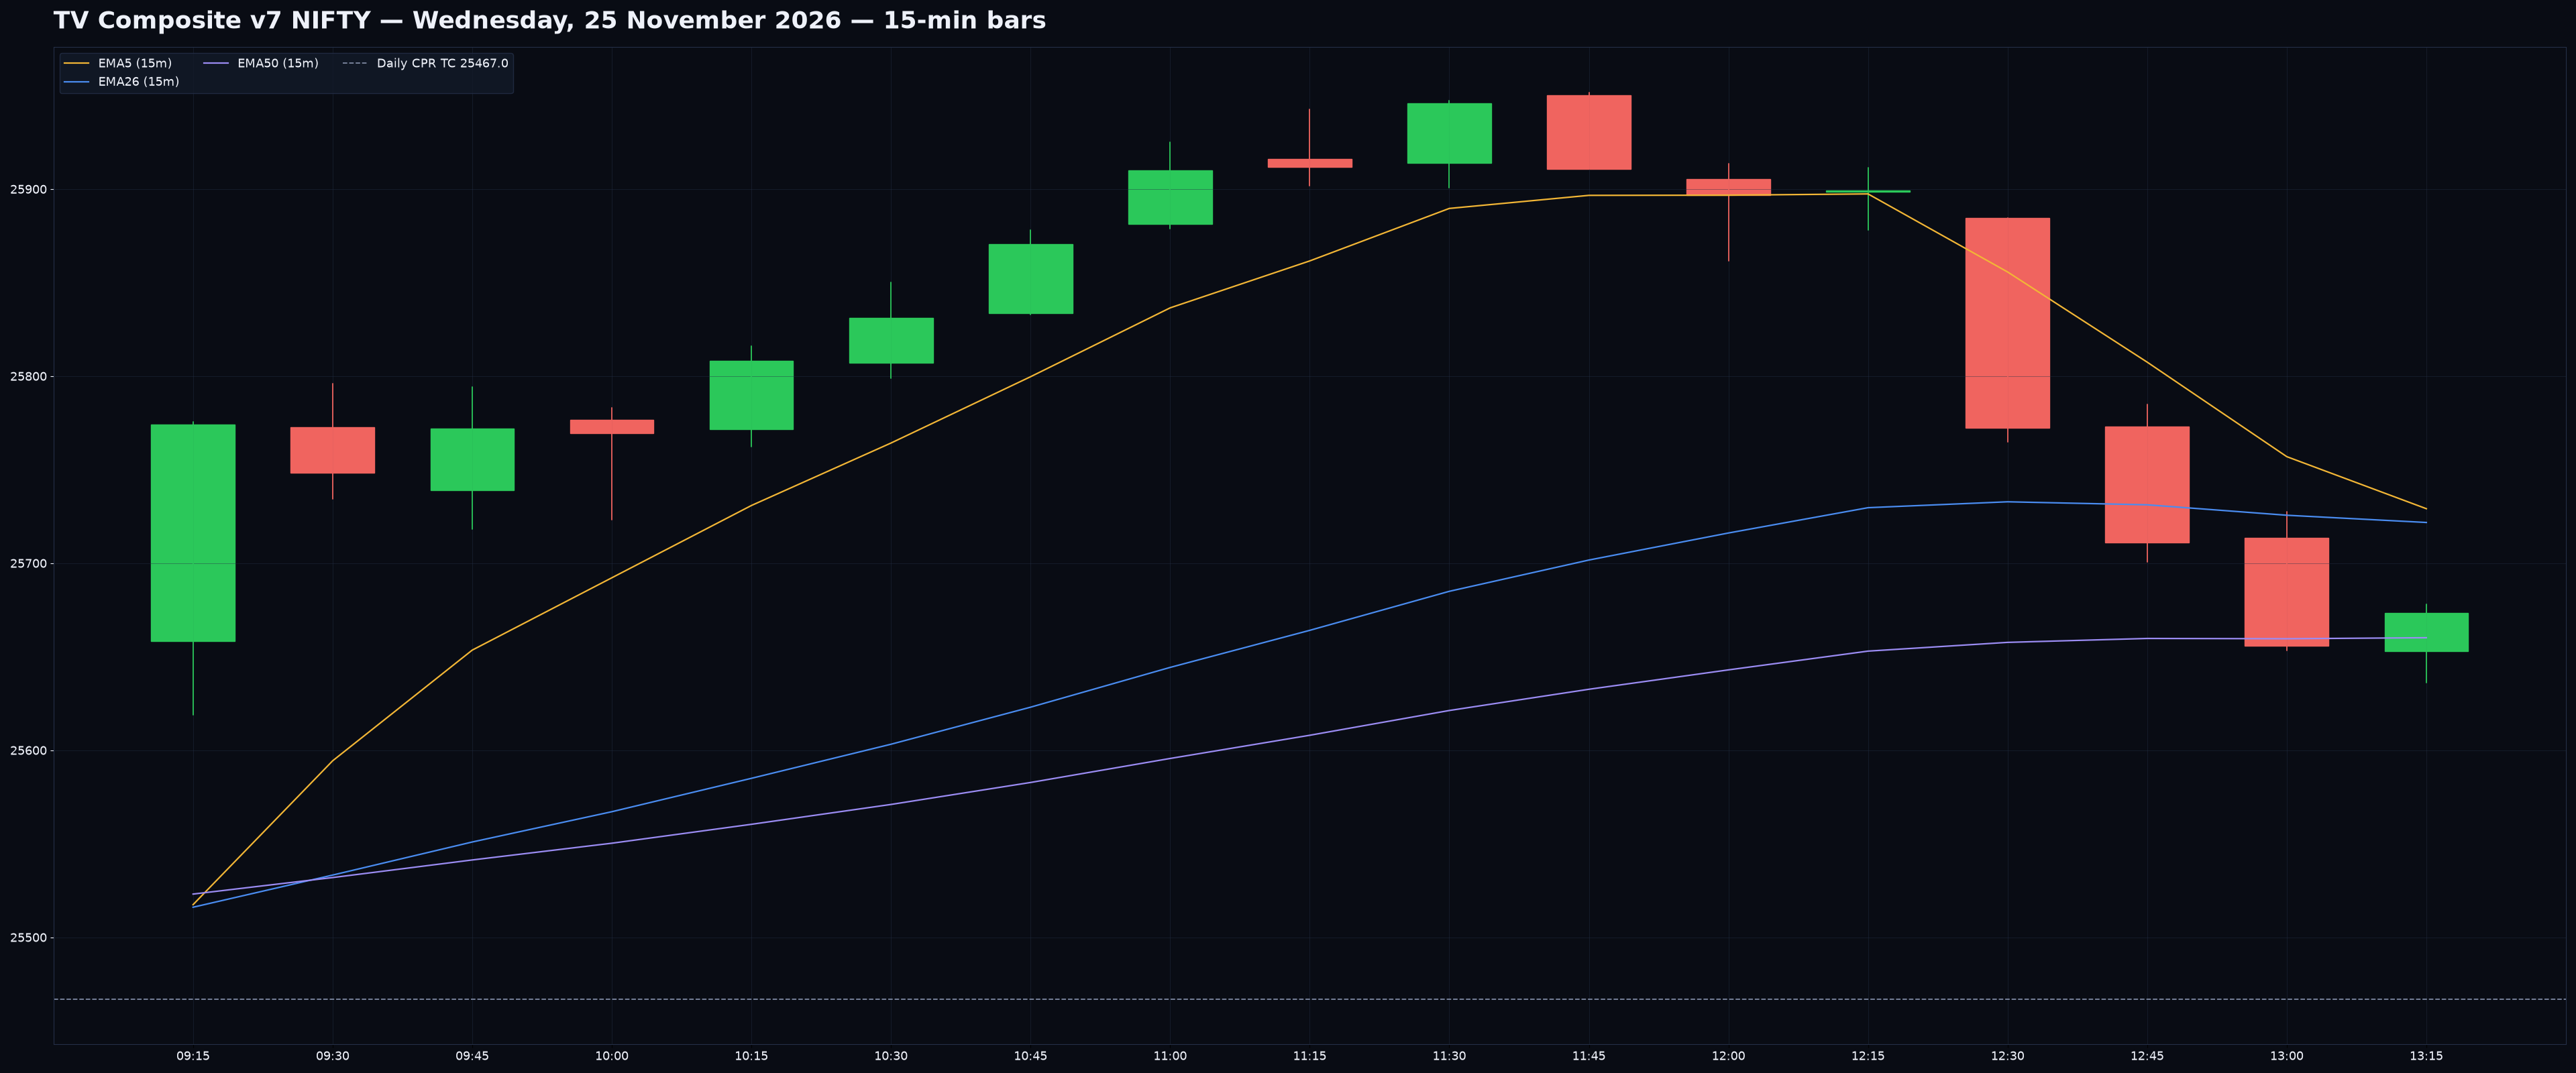 TV Composite v7 NIFTY — Wednesday, 25 November 2026 — 15-min bars
EMA5 (15m) EMA50 (15m) Daily CPR TC 25467.0
EMA26 (15m)
25900
25800
25700
25600
25500
09:15 09:30 09:45 10:00 10:15 10:30 10:45 11:00 11:15 11:30 11:45 12:00 12:15 12:30 12:45 13:00 13:15